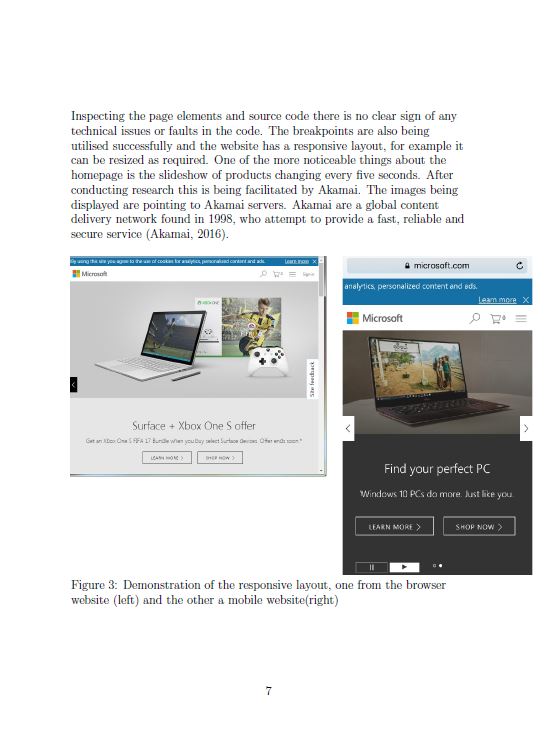 Inspecting the page elements and source code there is no clear sign of any
technical issues or faults in the code. The breakpoints are also being
utilised successfully and the website has a responsive layout, for example it
can be resized as required. One of the more noticeable things about the
homepage is the slideshow of products changing every five seconds. After
conducting research this is being facilitated by Akamai. The images being
displayed are pointing to Akamai servers. Akamai are a global content
delivery network found in 1998, who attempt to provide a fast, reliable and
secure service (Akamai, 2016).
By using this site you agree to the use of cookies for analytics, personalized content and ads. Learn more X
Microsoft
0
Sign in
XBOX ONE
Site feedback
Surface + Xbox One S offer
Get an Xbox One S FIFA 17 Bundle when you buy select Surface devices. Offer ends soon.*
LEARN MORE >
SHOP NOW >
microsoft.com
analytics, personalized content and ads.
Learn more X
Microsoft
0
Find your perfect PC
Windows 10 PCs do more. Just like you.
LEARN MORE >
SHOP NOW >
Figure 3: Demonstration of the responsive layout, one from the browser
website (left) and the other a mobile website(right)
7